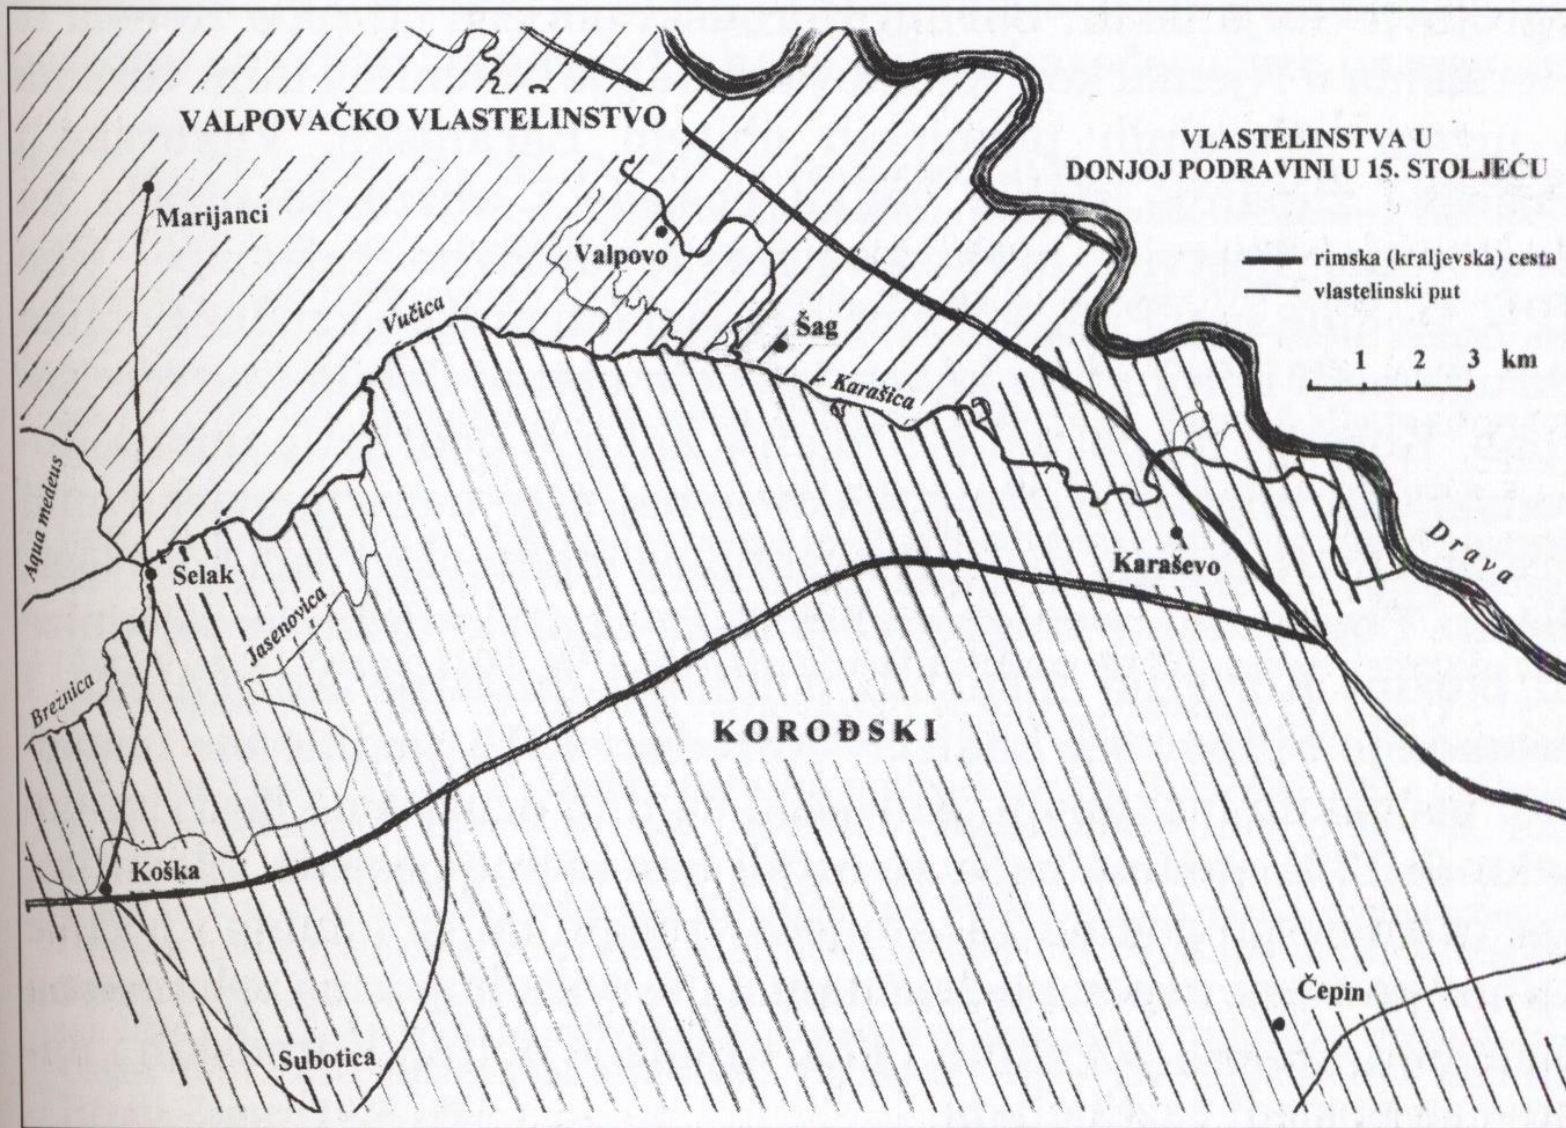 VALPOVAČKO VLASTELINSTVO
VLASTELINSTVA U
DONJOJ PODRAVINI U 15. STOLJEĆU
Marijanci
Valpovo
rimska (kraljevska) cesta
vlastelinski put
Vučica
Šag
1 2 3 km
Karašica
Aqua medeus
Selak
Karaševo
Drava
Jasenovica
Breznica
KOROĐSKI
Koška
Čepin
Subotica